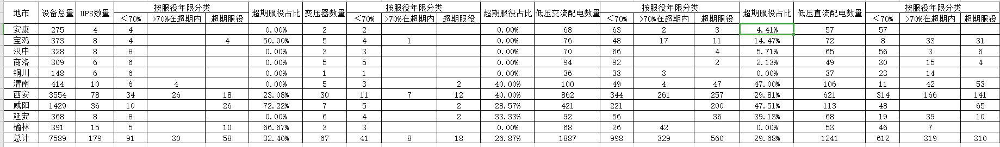 地市 设备总量 UPS数量 按服役年限分类 超期服役占比 变压器数量 按服役年限分类 超期服役占比 低压交流配电数量 按服役年限分类 超期服役占比 低压直流配电数量 按服役年限分类
＜70% >70%在超期内 超期服役 ＜70% >70%在超期内 超期服役 ＜70% >70%在超期内 超期服役 ＜70% >70%在超期内 超期服役
安康 275 4 4 0.00% 2 2 0.00% 68 63 2 3 4.41% 57 57
宝鸡 373 8 4 4 50.00% 5 4 1 0.00% 76 48 17 11 14.47% 72 8 33 31
汉中 328 8 8 0.00% 3 3 0.00% 70 66 4 5.71% 65 56 3 6
商洛 309 6 6 0.00% 5 5 0.00% 94 92 2 2.13% 49 30 15 4
铜川 148 6 6 0.00% 1 1 0.00% 36 33 3 0.00% 37 23 14
渭南 414 10 6 4 0.00% 5 3 2 40.00% 100 49 4 47 47.00% 106 11 42 53
西安 3554 78 34 26 18 23.08% 30 11 7 12 40.00% 862 344 261 257 29.81% 621 314 166 141
咸阳 1429 36 10 26 72.22% 7 5 2 28.57% 421 221 200 47.51% 113 48 65
延安 368 8 8 0.00% 6 4 2 33.33% 92 56 36 39.13% 68 19 39 10
榆林 391 15 5 10 66.67% 3 3 0.00% 68 26 42 0.00% 53 46 7
总计 7589 179 91 30 58 32.40% 67 41 8 18 26.87% 1887 998 329 560 29.68% 1241 612 319 310